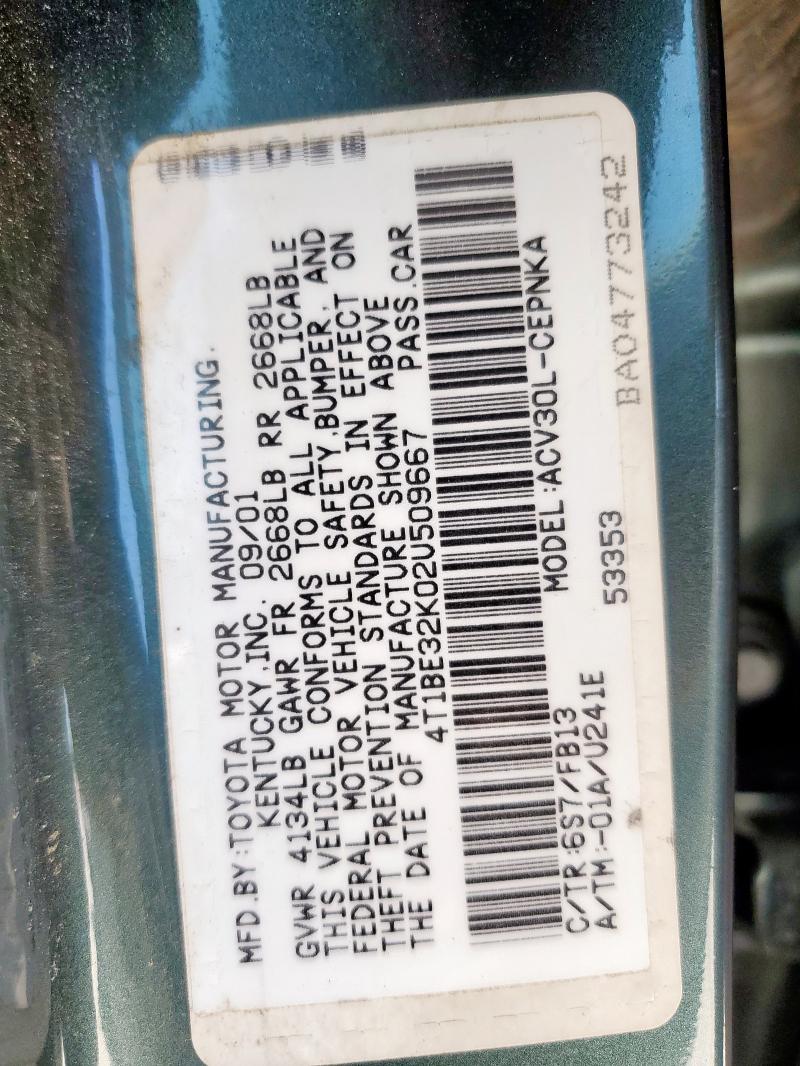 MFD.BY:TOYOTA MOTOR MANUFACTURING,
KENTUCKY,INC. 09/01
GVWR 4134LB GAWR FR 2668LB RR 2668LB
THIS VEHICLE CONFORMS TO ALL APPLICABLE
FEDERAL MOTOR VEHICLE SAFETY,BUMPER, AND
THEFT PREVENTION STANDARDS IN EFFECT ON
THE DATE OF MANUFACTURE SHOWN ABOVE
4T1BE32K02U509667 PASS.CAR
MODEL:ACV30L-CEPNKA
C/TR:6S7/FB13
A/TM:-01A/U241E 53353
BA04773242